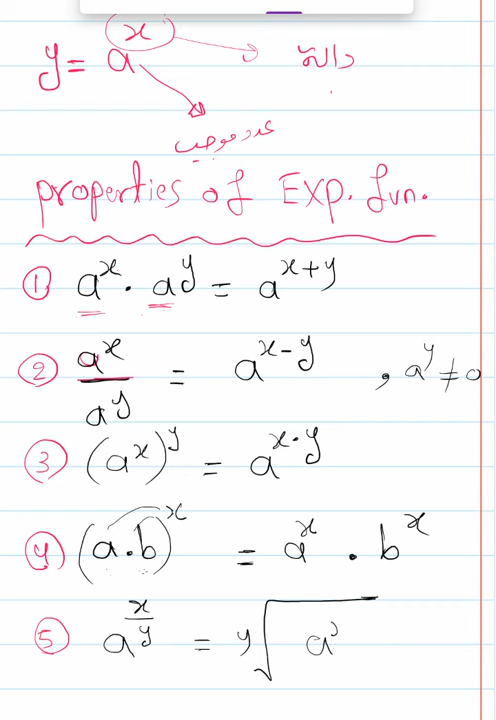 y = a^x دالة
عدد موجب
properties of Exp. fun.
① a^x · a^y = a^(x+y)
② a^x / a^y = a^(x-y) , a^y ≠ 0
③ (a^x)^y = a^(x·y)
④ (a·b)^x = a^x · b^x
⑤ a^(x/y) = y√a^